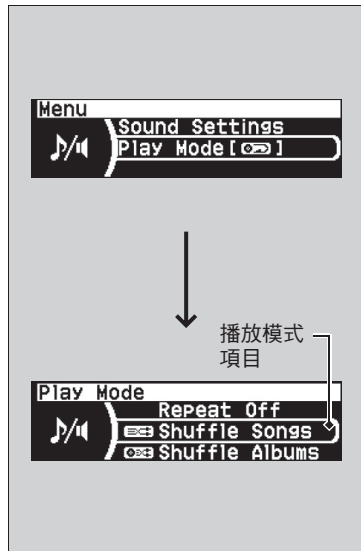 Menu
Sound Settings
Play Mode [ ]
播放模式
項目
Play Mode
Repeat Off
Shuffle Songs
Shuffle Albums